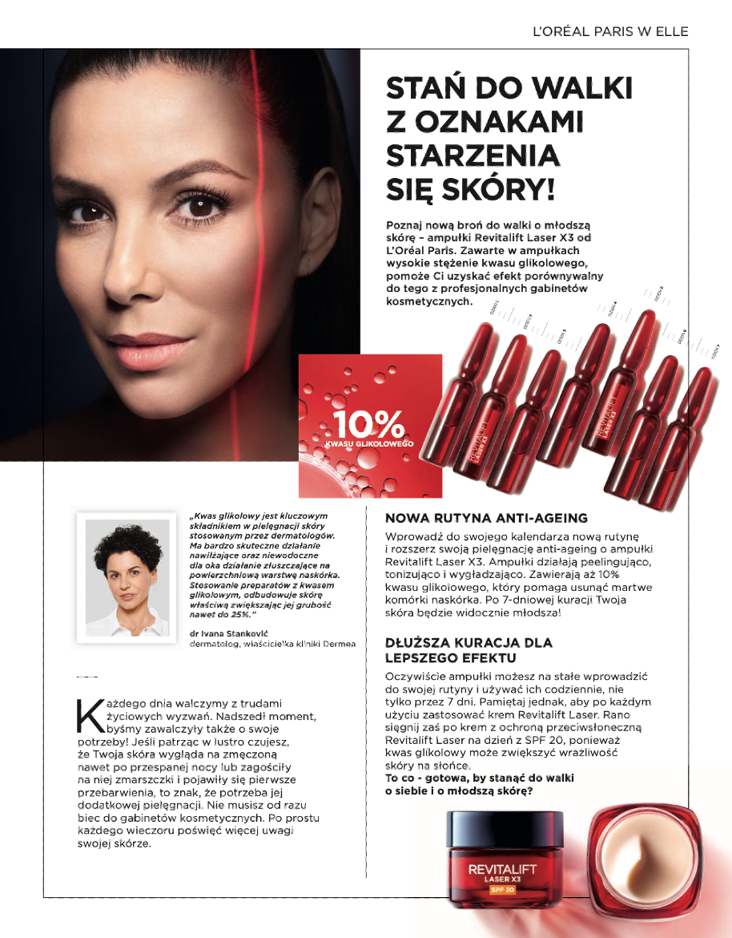 L'ORÉAL PARIS W ELLE
STAŃ DO WALKI
Z OZNAKAMI
STARZENIA
SIĘ SKÓRY!
Poznaj nową broń do walki o młodszą
skórę – ampułki Revitalift Laser X3 od
L'Oréal Paris. Zawarte w ampułkach
wysokie stężenie kwasu glikolowego,
pomoże Ci uzyskać efekt porównywalny
do tego z profesjonalnych gabinetów
kosmetycznych.
10%
KWASU GLIKOLOWEGO
REVITALIFT
LASER X3
REVITALIFT
LASER X3
„Kwas glikolowy jest kluczowym
składnikiem w pielęgnacji skóry
stosowanym przez dermatologów.
Ma bardzo skuteczne działanie
nawilżające oraz niewodoczne
dla oka działanie złuszczające na
powierzchniową warstwę naskórka.
Stosowanie preparatów z kwasem
glikolowym, odbudowuje skórę
właściwą zwiększając jej grubość
nawet do 25%."
dr Ivana Stanković
dermatolog, właścicielka kliniki Dermea
Każdego dnia walczymy z trudami
życiowych wyzwań. Nadszedł moment,
byśmy zawalczyły także o swoje
potrzeby! Jeśli patrząc w lustro czujesz,
że Twoja skóra wygląda na zmęczoną
nawet po przespanej nocy lub zagościły
na niej zmarszczki i pojawiły się pierwsze
przebarwienia, to znak, że potrzeba jej
dodatkowej pielęgnacji. Nie musisz od razu
biec do gabinetów kosmetycznych. Po prostu
każdego wieczoru poświęć więcej uwagi
swojej skórze.
NOWA RUTYNA ANTI-AGEING
Wprowadź do swojego kalendarza nową rutynę
i rozszerz swoją pielęgnację anti-ageing o ampułki
Revitalift Laser X3. Ampułki działają peelingująco,
tonizująco i wygładzająco. Zawierają aż 10%
kwasu glikolowego, który pomaga usunąć martwe
komórki naskórka. Po 7-dniowej kuracji Twoja
skóra będzie widocznie młodsza!
DŁUŻSZA KURACJA DLA
LEPSZEGO EFEKTU
Oczywiście ampułki możesz na stałe wprowadzić
do swojej rutyny i używać ich codziennie, nie
tylko przez 7 dni. Pamiętaj jednak, aby po każdym
użyciu zastosować krem Revitalift Laser. Rano
sięgnij zaś po krem z ochroną przeciwsłoneczną
Revitalift Laser na dzień z SPF 20, ponieważ
kwas glikolowy może zwiększyć wrażliwość
skóry na słońce.
To co - gotowa, by stanąć do walki
o siebie i o młodszą skórę?
REVITALIFT
LASER X3
SPF 20